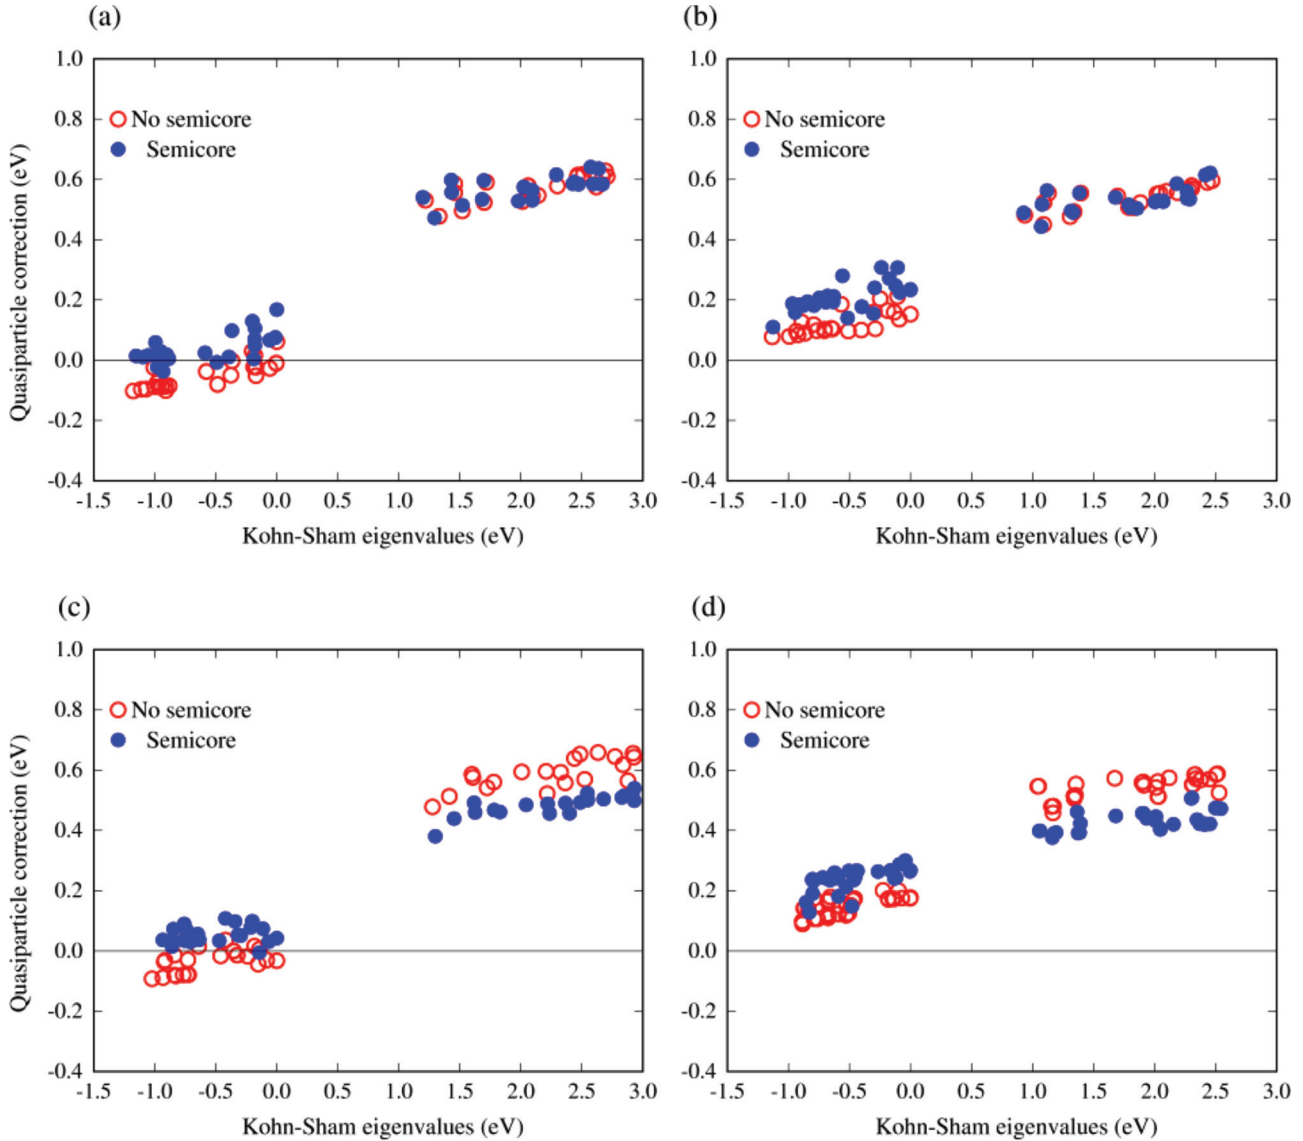 (a)
1.0
0.8
0.6
0.4
0.2
0.0
-0.2
-0.4
-1.5 -1.0 -0.5 0.0 0.5 1.0 1.5 2.0 2.5 3.0
Quasiparticle correction (eV)
Kohn-Sham eigenvalues (eV)
No semicore
Semicore
(b)
1.0
0.8
0.6
0.4
0.2
0.0
-0.2
-0.4
-1.5 -1.0 -0.5 0.0 0.5 1.0 1.5 2.0 2.5 3.0
Kohn-Sham eigenvalues (eV)
No semicore
Semicore
(c)
1.0
0.8
0.6
0.4
0.2
0.0
-0.2
-0.4
-1.5 -1.0 -0.5 0.0 0.5 1.0 1.5 2.0 2.5 3.0
Quasiparticle correction (eV)
Kohn-Sham eigenvalues (eV)
No semicore
Semicore
(d)
1.0
0.8
0.6
0.4
0.2
0.0
-0.2
-0.4
-1.5 -1.0 -0.5 0.0 0.5 1.0 1.5 2.0 2.5 3.0
Kohn-Sham eigenvalues (eV)
No semicore
Semicore